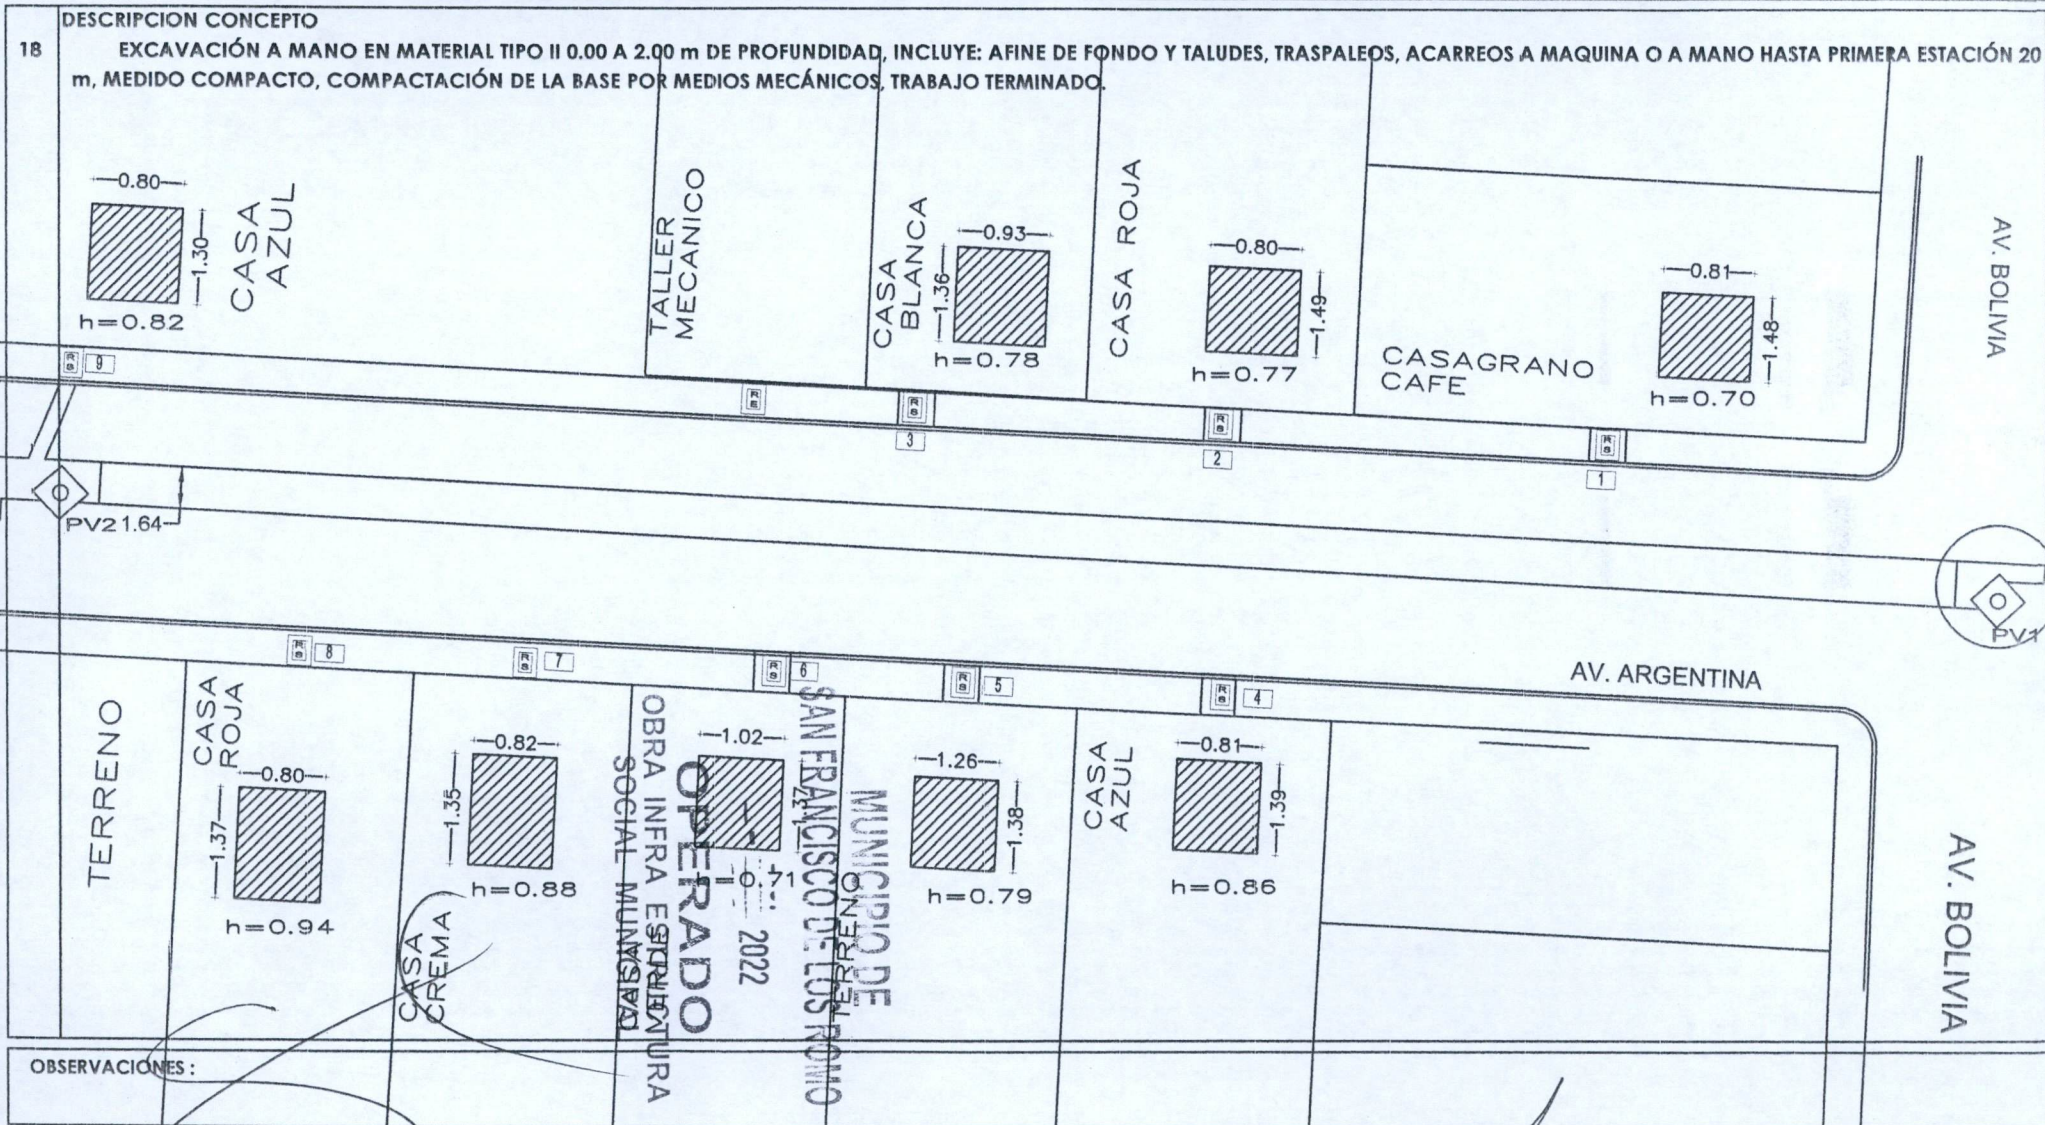 DESCRIPCION CONCEPTO
18
EXCAVACIÓN A MANO EN MATERIAL TIPO II 0.00 A 2.00 m DE PROFUNDIDAD, INCLUYE: AFINE DE FONDO Y TALUDES, TRASPALEOS, ACARREOS A MAQUINA O A MANO HASTA PRIMERA ESTACIÓN 20
m, MEDIDO COMPACTO, COMPACTACIÓN DE LA BASE POR MEDIOS MECÁNICOS, TRABAJO TERMINADO.
0.80
1.30
h=0.82
CASA
AZUL
TALLER
MECANICO
CASA
BLANCA
0.93
1.36
h=0.78
CASA ROJA
0.80
1.49
h=0.77
CASAGRANO
CAFE
0.81
1.48
h=0.70
AV. BOLIVIA
9
3
2
1
PV2 1.64
PV1
8
7
6
5
4
AV. ARGENTINA
TERRENO
CASA
ROJA
0.80
1.37
h=0.94
CASA
CREMA
0.82
1.35
h=0.88
1.02
1.37
h=0.71
TERRENO
1.26
1.38
h=0.79
CASA
AZUL
0.81
1.39
h=0.86
AV. BOLIVIA
MUNICIPIO DE
SAN FRANCISCO DE LOS ROMO
2022
OPERADO
OBRA INFRA ESTRUCTURA
SOCIAL MUNICIPAL
OBSERVACIONES :